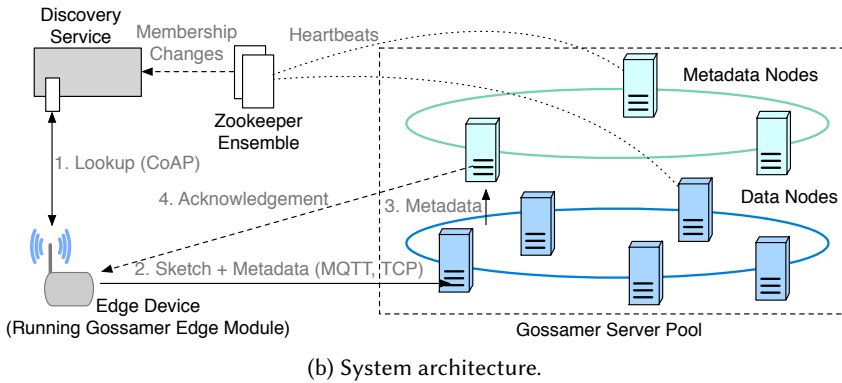 Discovery
Service
Membership
Changes
Heartbeats
Zookeeper
Ensemble
Metadata Nodes
1. Lookup (CoAP)
4. Acknowledgement
3. Metadata
Data Nodes
2. Sketch + Metadata (MQTT, TCP)
Edge Device
(Running Gossamer Edge Module)
Gossamer Server Pool
(b) System architecture.